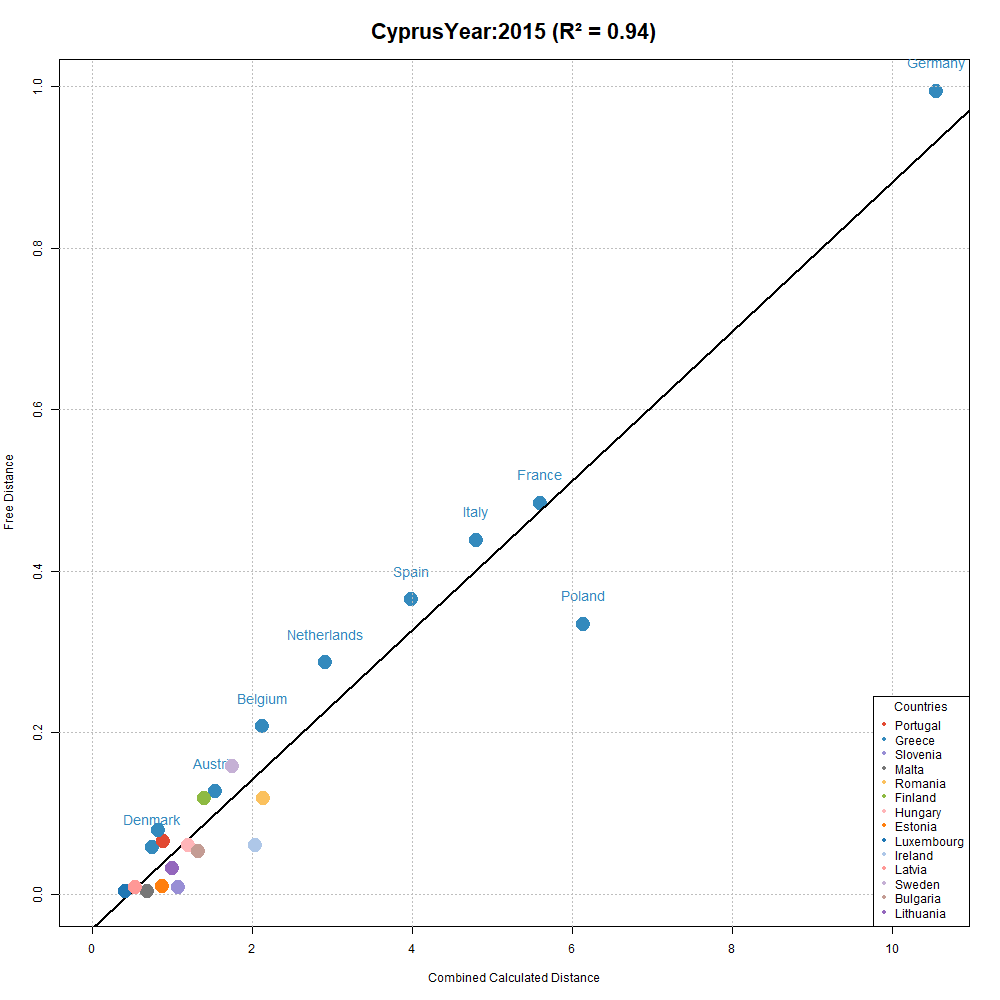 CyprusYear:2015 (R² = 0.94)
Germany
1.0
0.8
0.6
France
Italy
Free Distance
0.4
Spain
Poland
Netherlands
Belgium
0.2
Austri
Denmark
0.0
Countries
Portugal
Greece
Slovenia
Malta
Romania
Finland
Hungary
Estonia
Luxembourg
Ireland
Latvia
Sweden
Bulgaria
Lithuania
0 2 4 6 8 10
Combined Calculated Distance